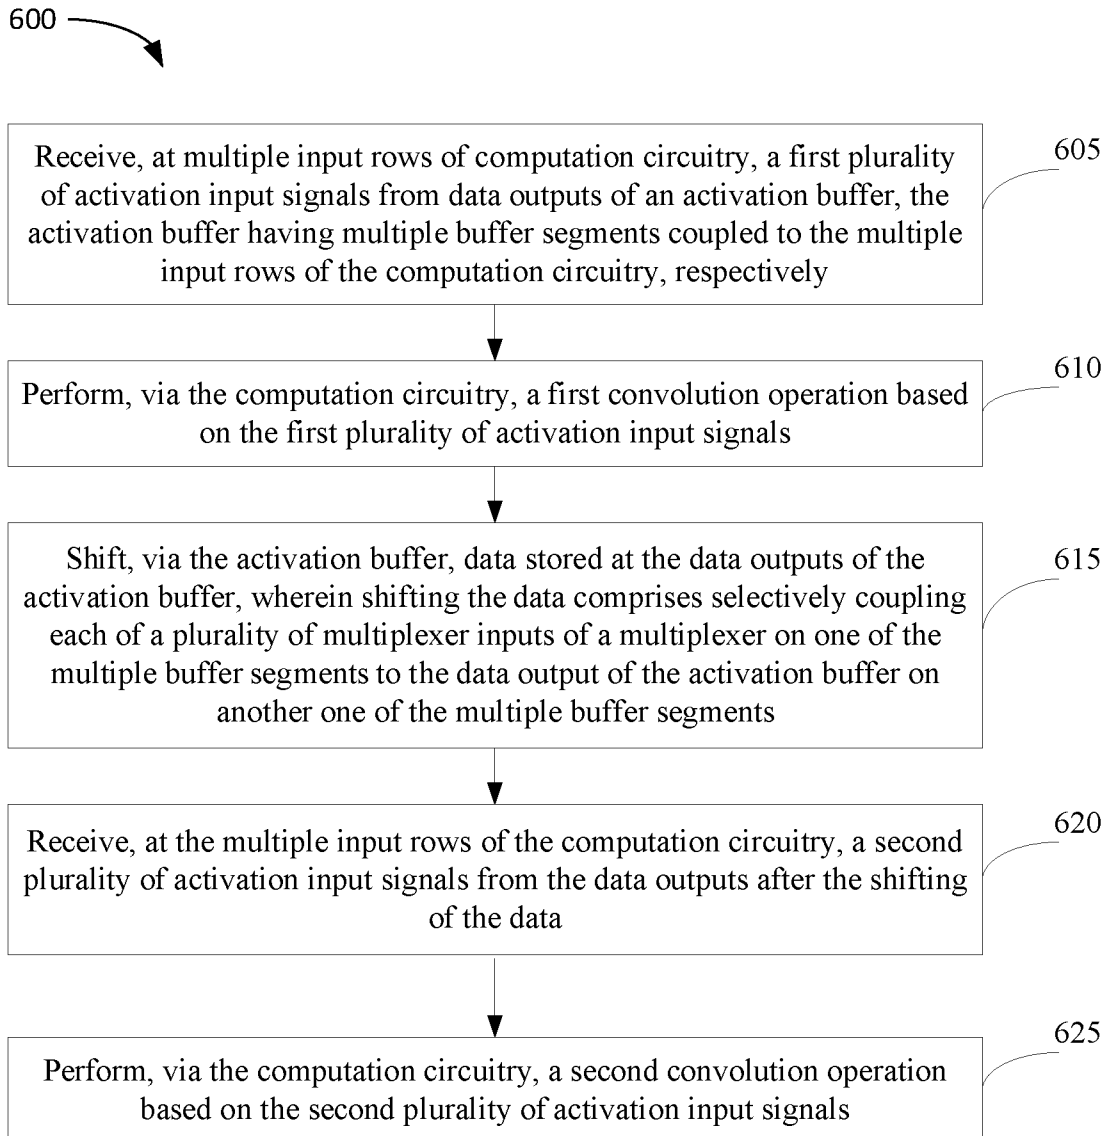 600
605
Receive, at multiple input rows of computation circuitry, a first plurality
of activation input signals from data outputs of an activation buffer, the
activation buffer having multiple buffer segments coupled to the multiple
input rows of the computation circuitry, respectively
610
Perform, via the computation circuitry, a first convolution operation based
on the first plurality of activation input signals
615
Shift, via the activation buffer, data stored at the data outputs of the
activation buffer, wherein shifting the data comprises selectively coupling
each of a plurality of multiplexer inputs of a multiplexer on one of the
multiple buffer segments to the data output of the activation buffer on
another one of the multiple buffer segments
620
Receive, at the multiple input rows of the computation circuitry, a second
plurality of activation input signals from the data outputs after the shifting
of the data
625
Perform, via the computation circuitry, a second convolution operation
based on the second plurality of activation input signals